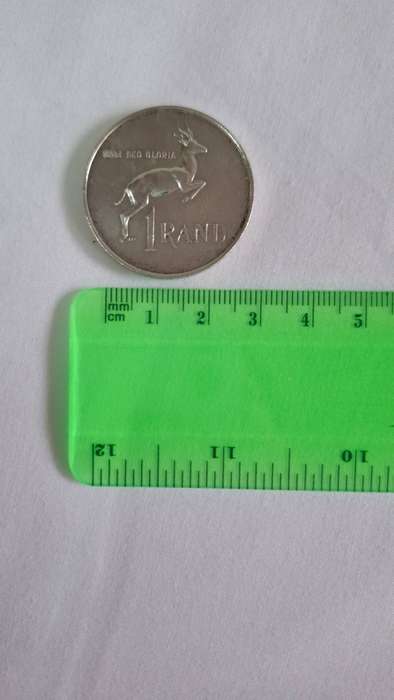 SOLI DEO GLORIA
1 RAND
mm
cm
1 2 3 4 5
12 11 10